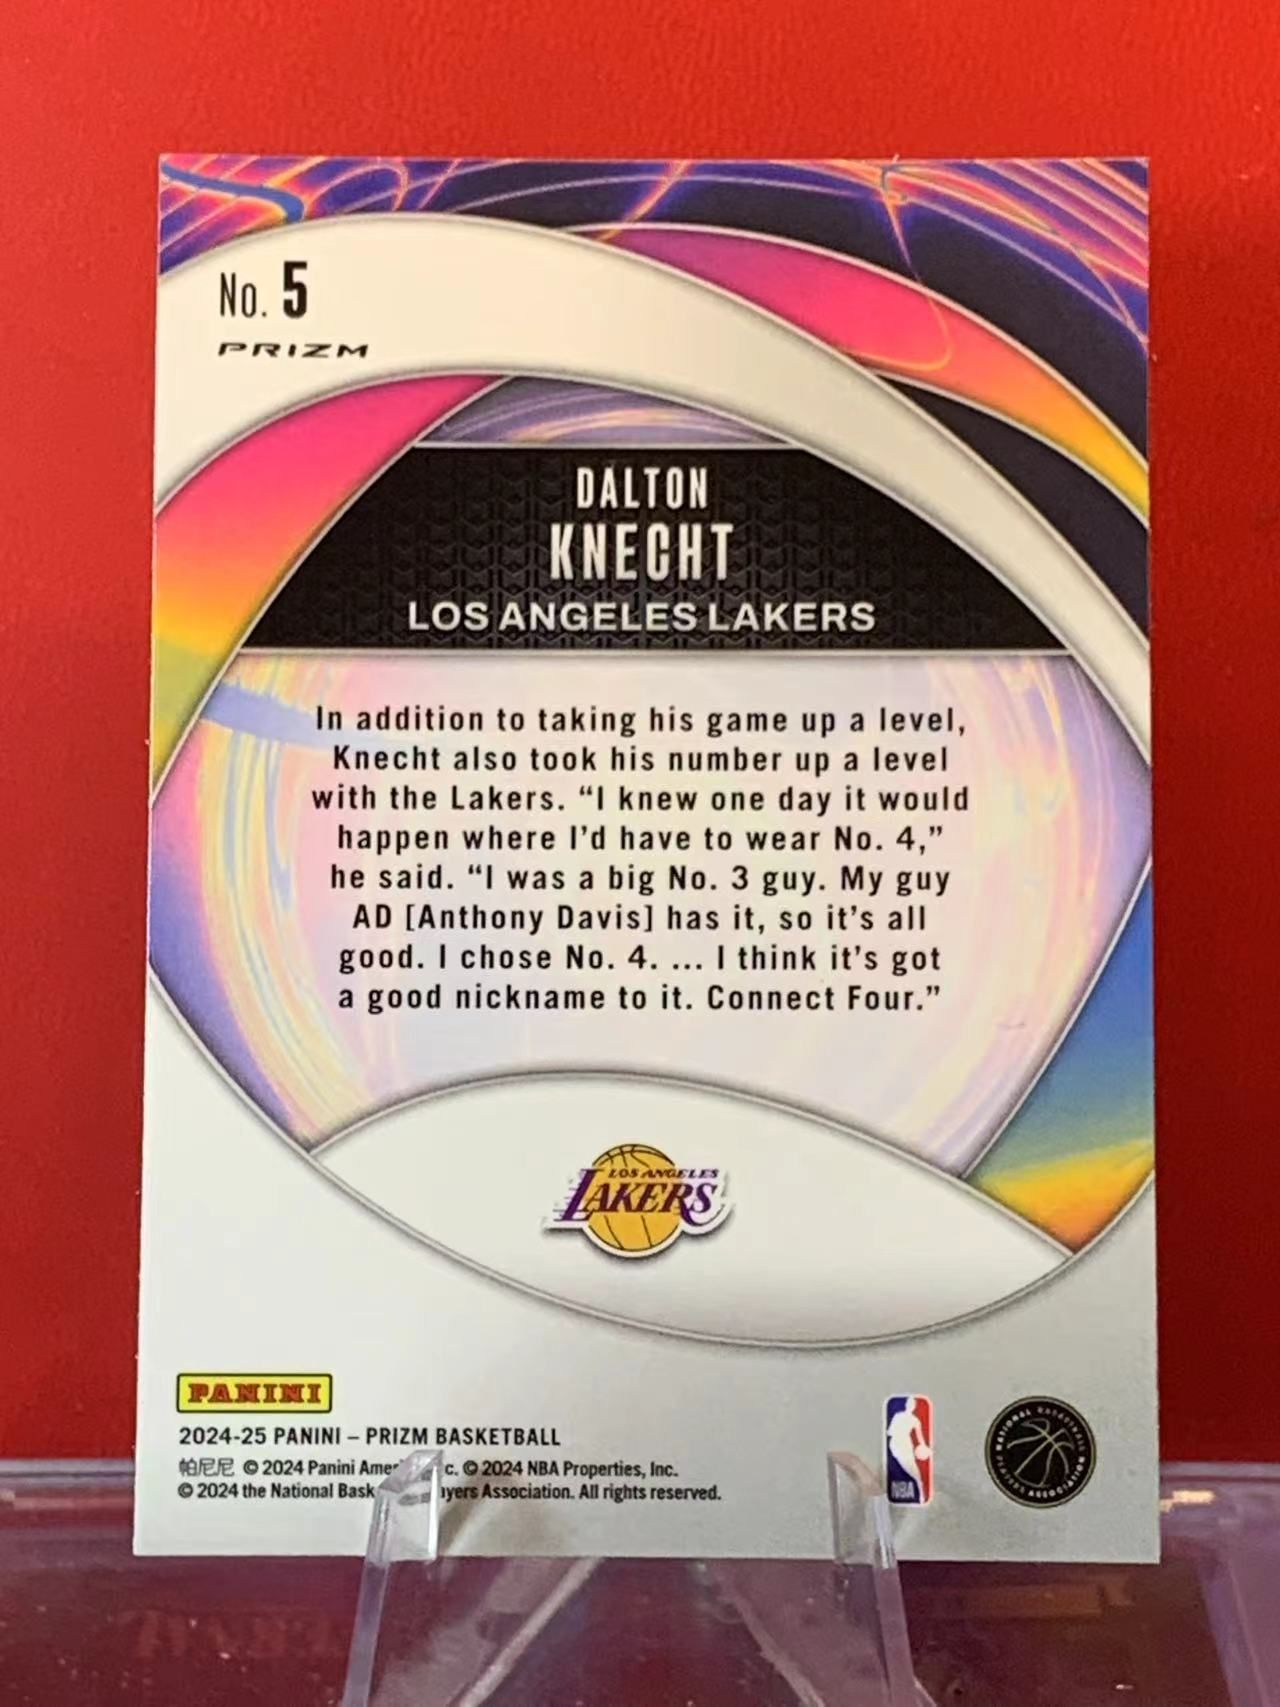 No. 5
PRIZM
DALTON
KNECHT
LOS ANGELES LAKERS
In addition to taking his game up a level,
Knecht also took his number up a level
with the Lakers. “I knew one day it would
happen where I’d have to wear No. 4,”
he said. “I was a big No. 3 guy. My guy
AD [Anthony Davis] has it, so it’s all
good. I chose No. 4. ... I think it’s got
a good nickname to it. Connect Four.”
LOS ANGELES
LAKERS
PANINI
2024-25 PANINI – PRIZM BASKETBALL
帕尼尼 © 2024 Panini c. © 2024 NBA Properties, Inc.
© 2024 the National Association. All rights reserved.
NBA
NATIONAL BASKETBALL
PLAYERS ASSOCIATION